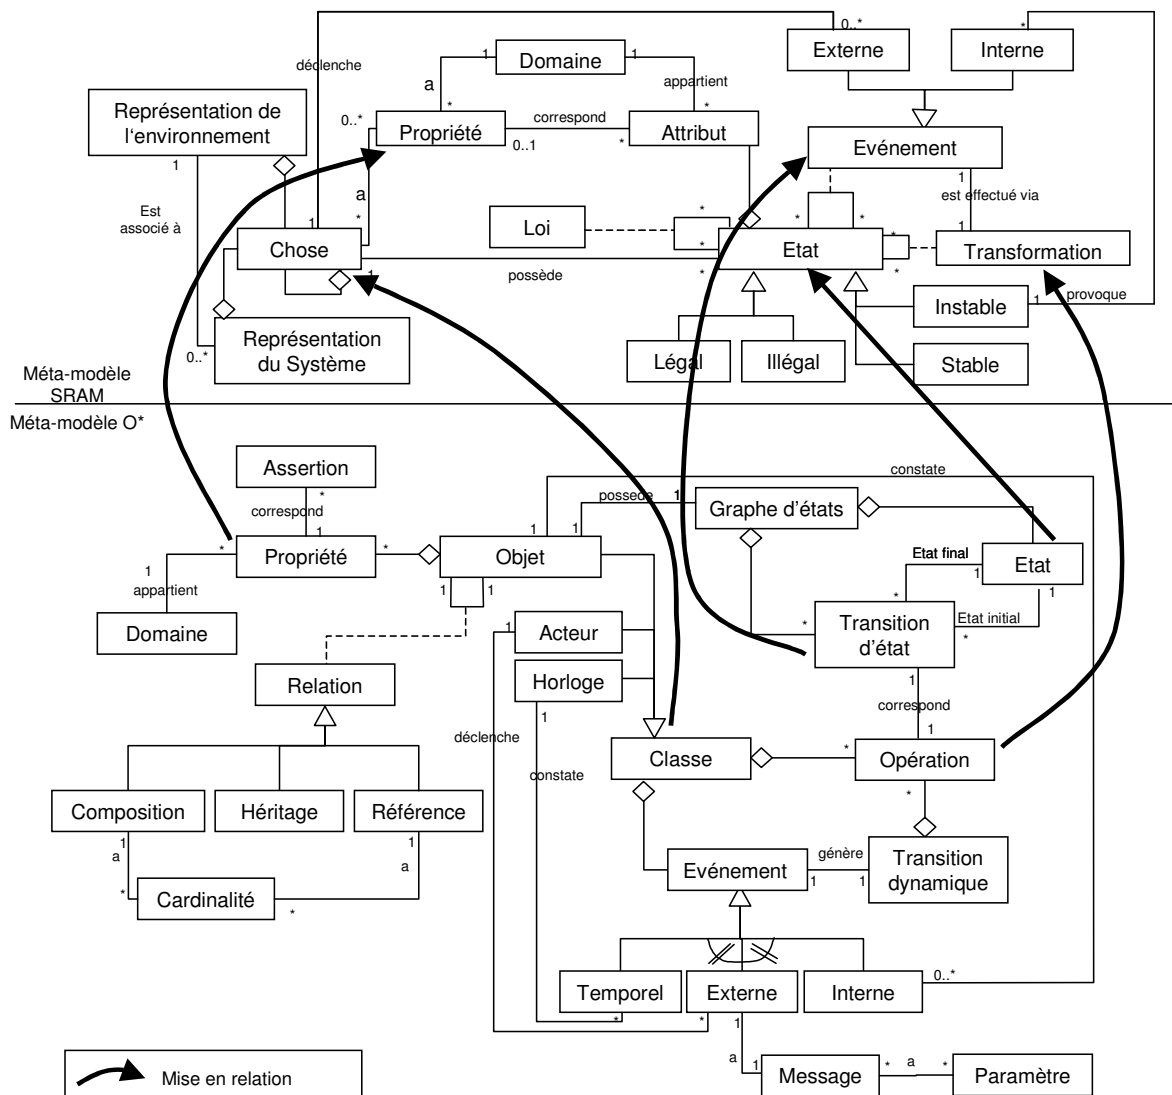 0..*
*
Externe
Interne
déclenche
1
Domaine
1
a
appartient
*
*
Représentation de
l'environnement
0..*
Propriété
correspond
Attribut
0..1
*
Evénement
1
1
est effectué via
Est
associé à
a
1
*
Chose
Loi
*
*
*
*
Etat
*
*
1
Transformation
1
possède
*
Instable
1
provoque
Représentation
du Système
0..*
Légal
Illégal
Stable
Méta-modèle
SRAM
Méta-modèle O*
Assertion
*
constate
correspond
possède
1
Graphe d'états
1
1
1
*
Propriété
*
Objet
Etat final
1
Etat
1
appartient
1
1
*
1
Domaine
1
Acteur
*
Transition
d'état
Etat initial
*
Relation
Horloge
1
1
correspond
déclenche
1
constate
Classe
*
Opération
Composition
Héritage
Référence
*
1
a
1
a
Evénement
génère
1
1
Transition
dynamique
*
Cardinalité
*
Temporel
Externe
Interne
0..*
*
*
1
a
1
Message
*
a
*
Paramètre
Mise en relation